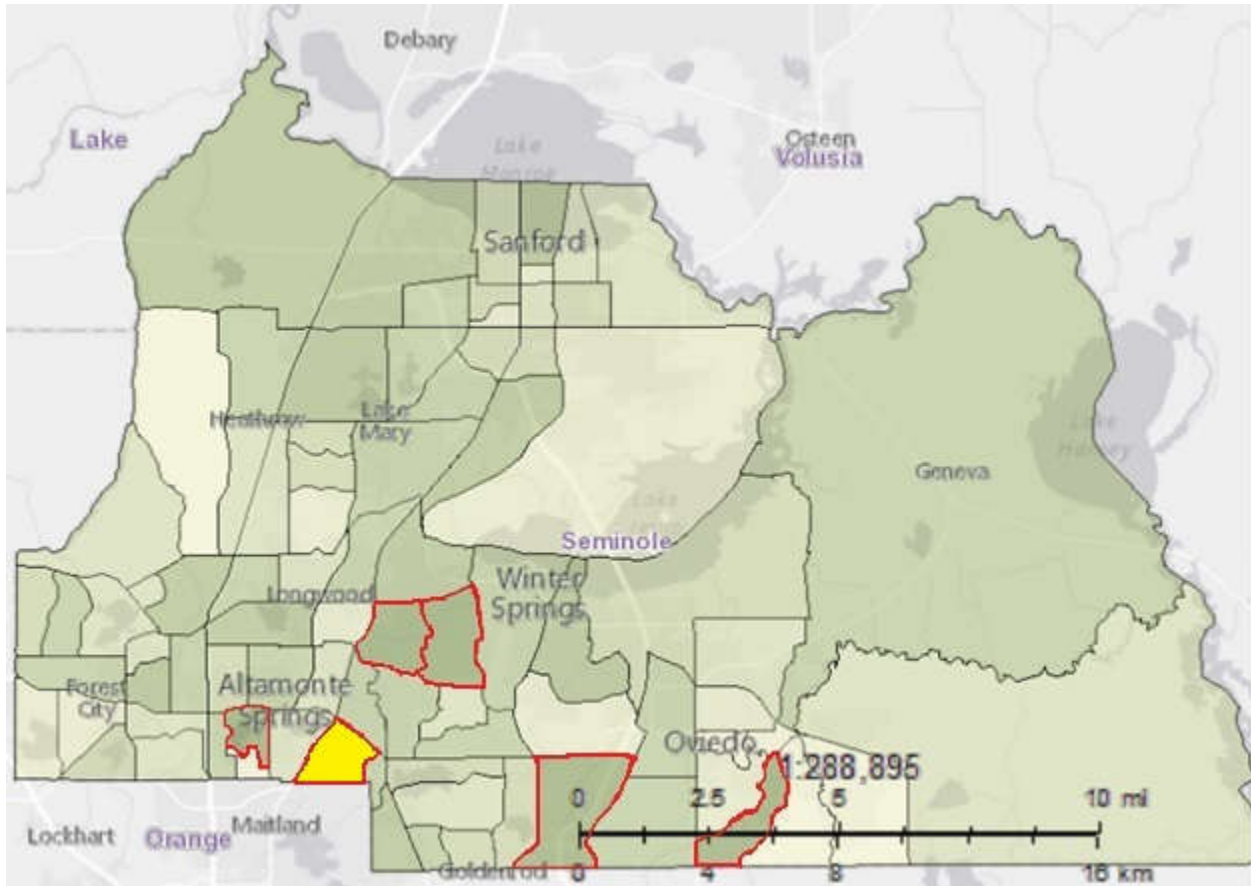 Debary
Lake
Osteen
Volusia
Lake
Monroe
Sanford
Heathrow
Lake
Mary
Lake
Harney
Geneva
Lake
Jesup
Seminole
Winter
Springs
Longwood
Forest
City
Altamonte
Springs
Oviedo
1:288,895
0 2.5 5 10 mi
Lockhart
Orange
Maitland
Goldenrod
0 4 8 16 km